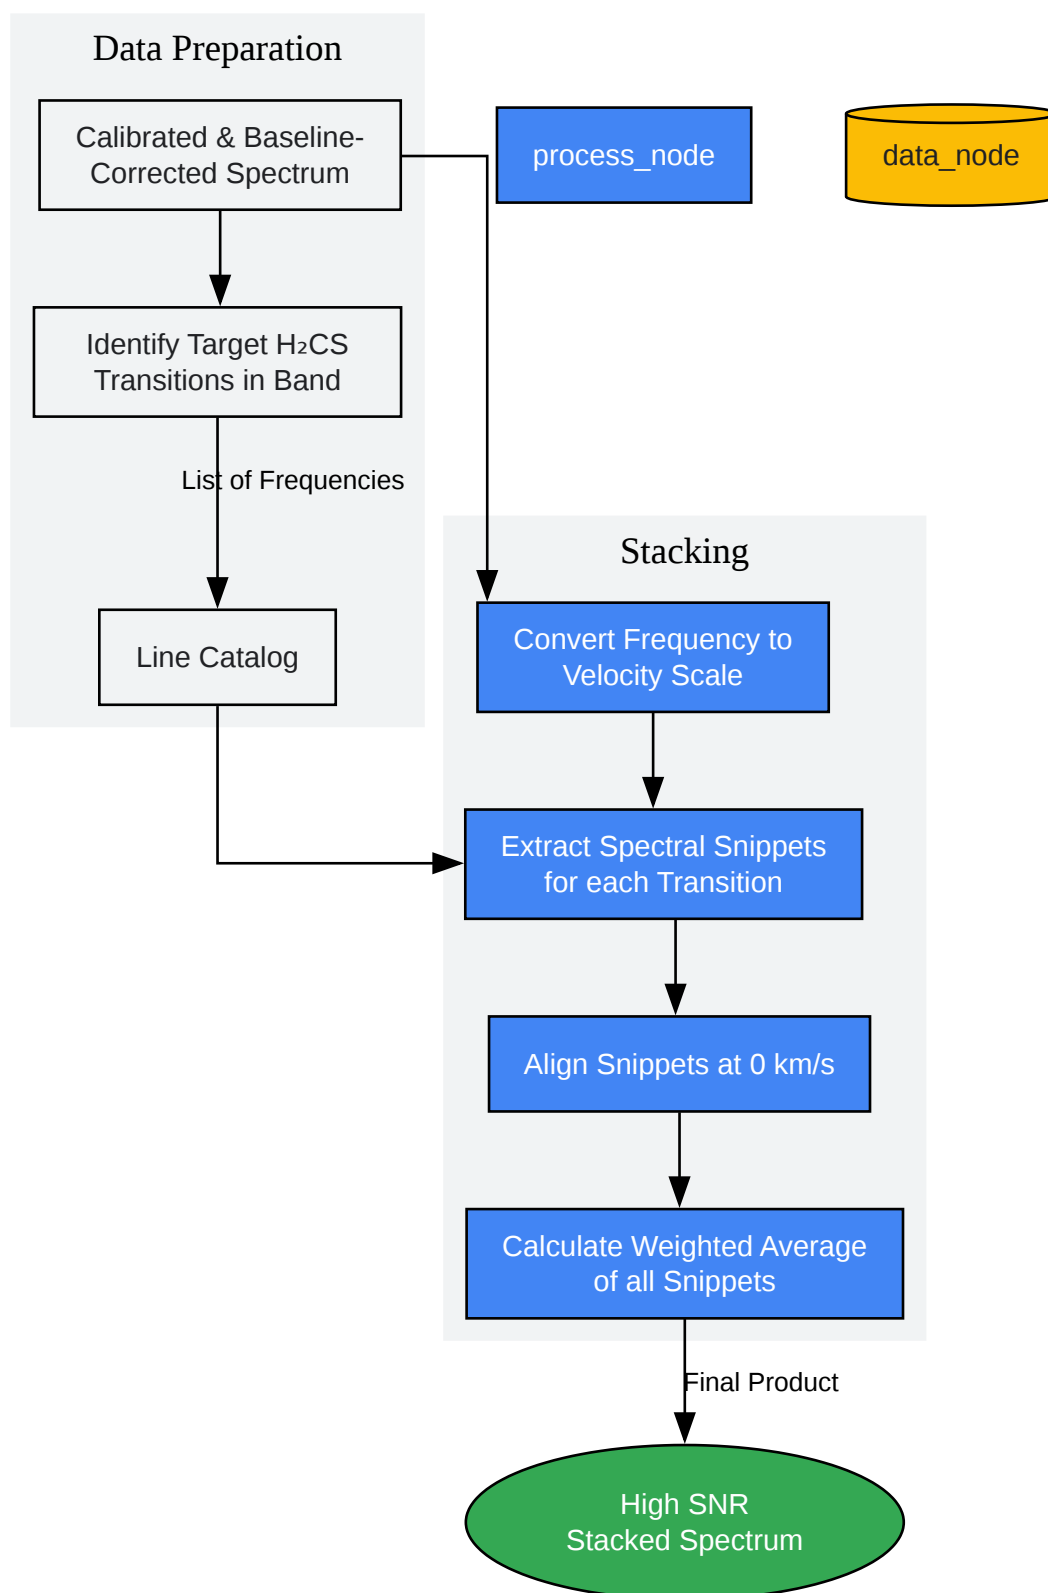 Data Preparation
Calibrated & Baseline-
Corrected Spectrum
process_node
data_node
Identify Target H₂CS
Transitions in Band
List of Frequencies
Stacking
Line Catalog
Convert Frequency to
Velocity Scale
Extract Spectral Snippets
for each Transition
Align Snippets at 0 km/s
Calculate Weighted Average
of all Snippets
Final Product
High SNR
Stacked Spectrum